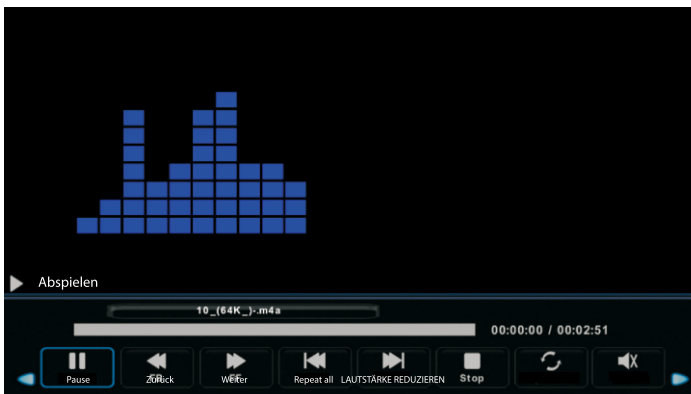 Abspielen
10_(64K_)-.m4a
00:00:00 / 00:02:51
Pause Zurück Weiter Repeat all LAUTSTÄRKE REDUZIEREN Stop